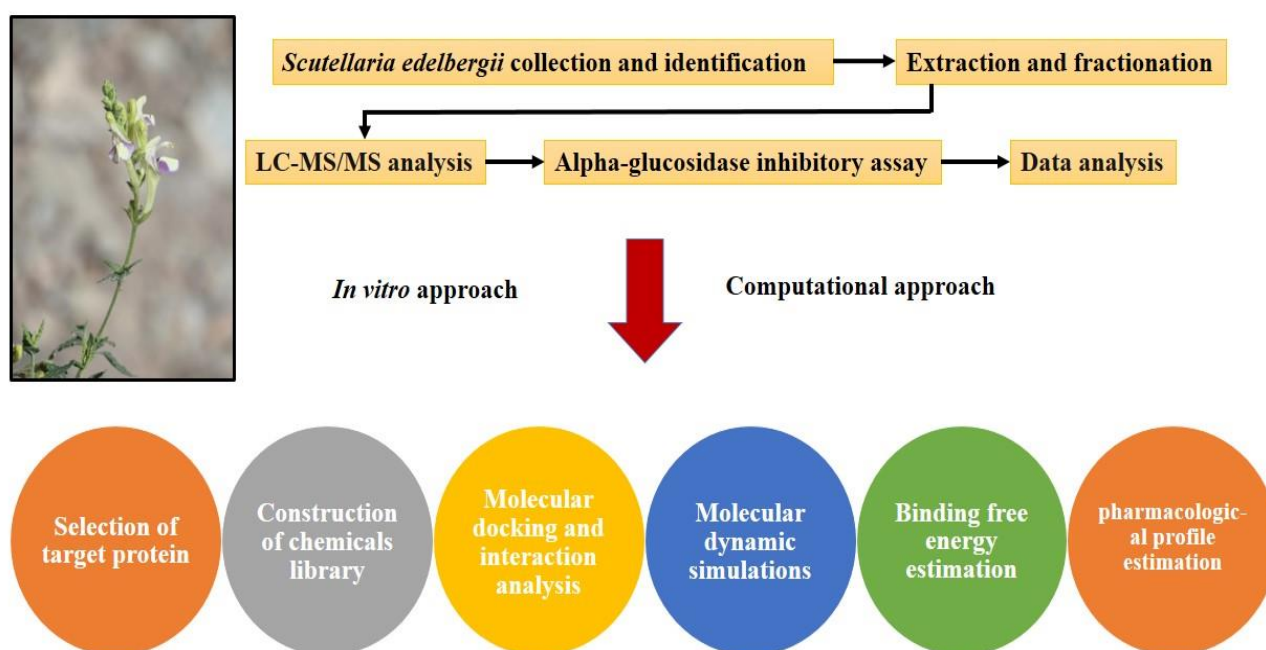 Scutellaria edelbergii collection and identification
Extraction and fractionation
LC-MS/MS analysis
Alpha-glucosidase inhibitory assay
Data analysis
In vitro approach
Computational approach
Selection of
target protein
Construction
of chemicals
library
Molecular
docking and
interaction
analysis
Molecular
dynamic
simulations
Binding free
energy
estimation
pharmacologic-
al profile
estimation